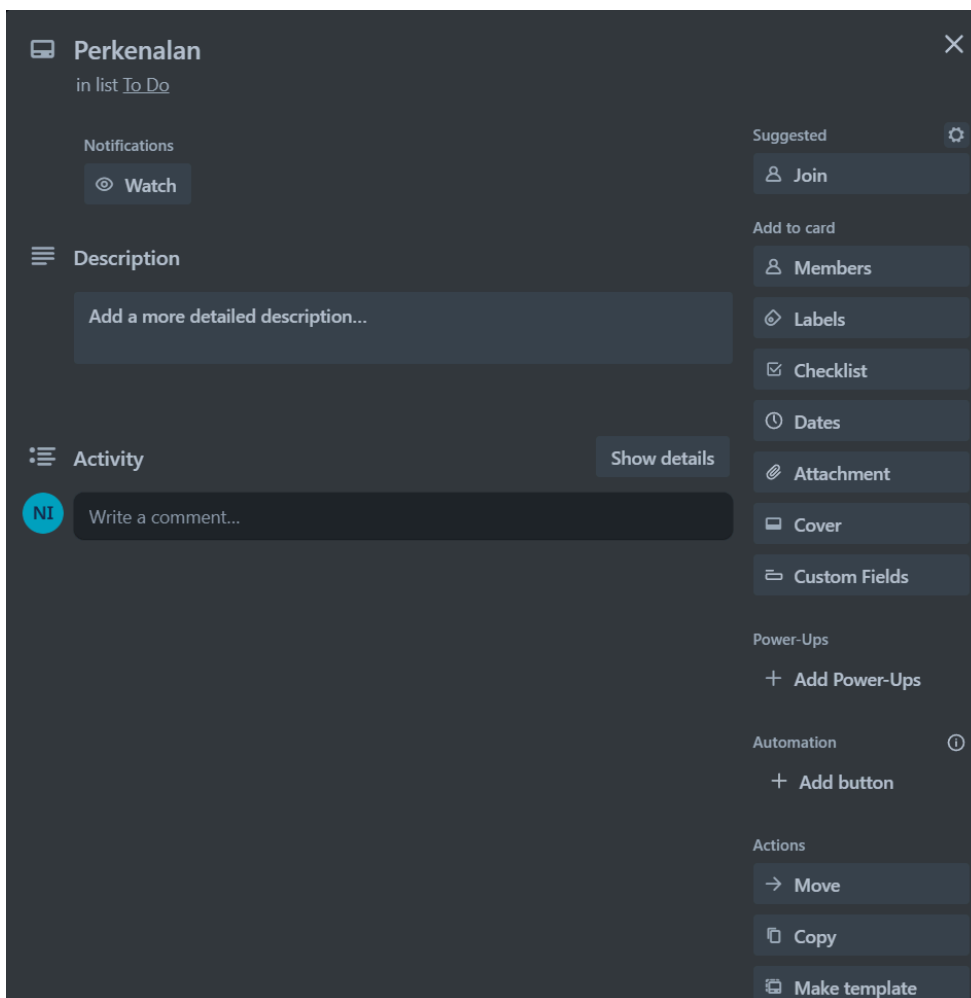 Perkenalan
in list To Do
Notifications
Watch
Description
Add a more detailed description...
Activity
Show details
NI
Write a comment...
Suggested
Join
Add to card
Members
Labels
Checklist
Dates
Attachment
Cover
Custom Fields
Power-Ups
Add Power-Ups
Automation
Add button
Actions
Move
Copy
Make template